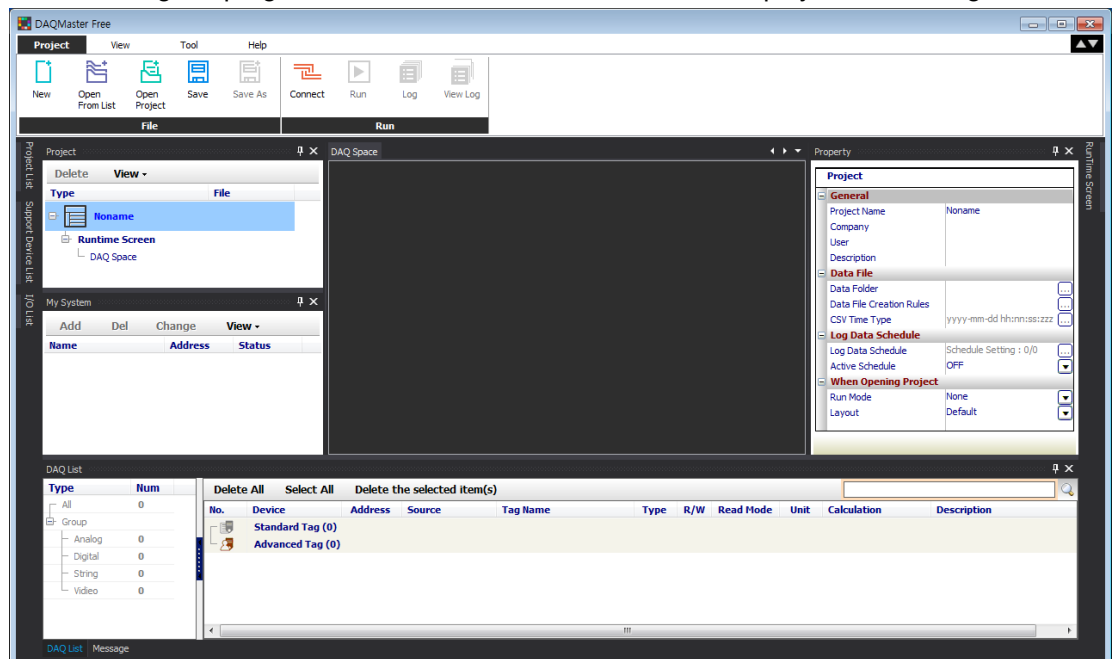 DAQMaster Free
Project View Tool Help
New Open From List Open Project Save Save As Connect Run Log View Log
File Run
Project List
Support Device List
I/O List
Project
Delete View
Type File
Noname
Runtime Screen
DAQ Space
My System
Add Del Change View
Name Address Status
DAQ Space
Property
Project
General
Project Name Noname
Company
User
Description
Data File
Data Folder ...
Data File Creation Rules ...
CSV Time Type yyyy-mm-dd hh:nn:ss:zzz ...
Log Data Schedule
Log Data Schedule Schedule Setting : 0/0 ...
Active Schedule OFF
When Opening Project
Run Mode None
Layout Default
RunTime Screen
DAQ List
Type Num
All 0
Group
Analog 0
Digital 0
String 0
Vidieo 0
Delete All Select All Delete the selected item(s)
No. Device Address Source Tag Name Type R/W Read Mode Unit Calculation Description
Standard Tag (0)
Advanced Tag (0)
DAQ List Message